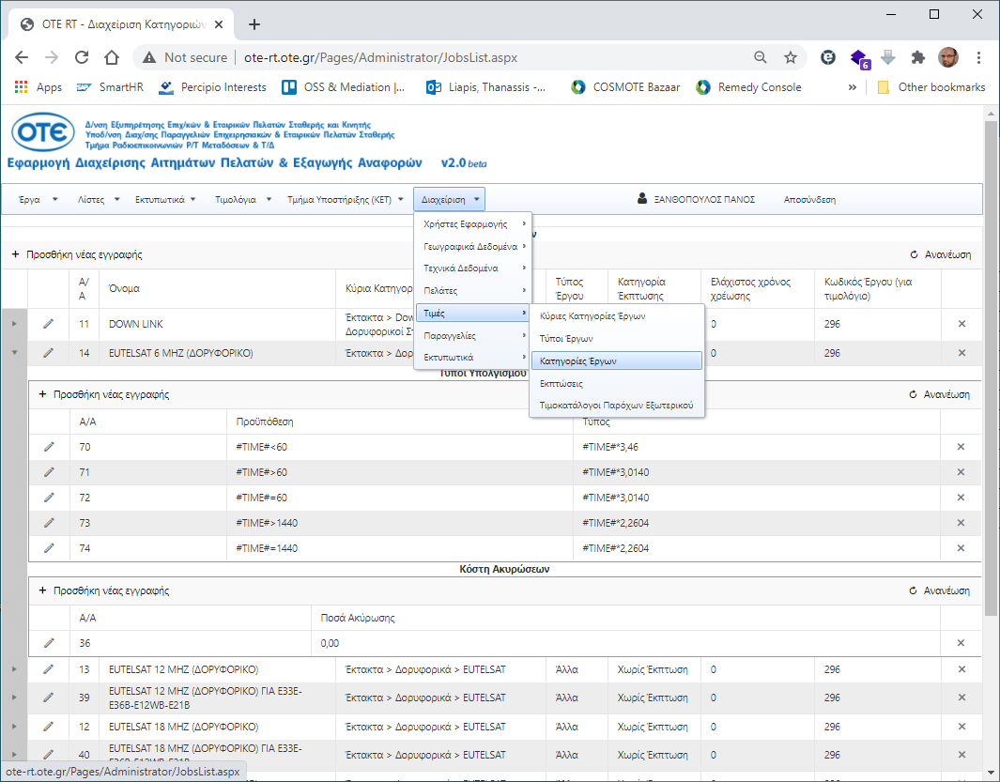 OTE RT - Διαχείριση Κατηγοριών
Not secure | ote-rt.ote.gr/Pages/Administrator/JobsList.aspx
6
Apps SmartHR Percipio Interests OSS & Mediation |... Liapis, Thanassis -... COSMOTE Bazaar Remedy Console » Other bookmarks
ΟΤΕ
Δ/νση Εξυπηρέτησης Επιχ/κών & Εταιρικών Πελατών Σταθερής και Κινητής
Υποδ/νση Διαχ/σης Παραγγελιών Επιχειρησιακών & Εταιρικών Πελατών Σταθερής
Τμήμα Ραδιοεπικοινωνιών Ρ/Τ Μεταδόσεων & Τ/Δ
Εφαρμογή Διαχείρισης Αιτημάτων Πελατών & Εξαγωγής Αναφορών v2.0 beta
Έργα Λίστες Εκτυπωτικά Τιμολόγια Τμήμα Υποστήριξης (ΚΕΤ) Διαχείριση ΞΑΝΘΟΠΟΥΛΟΣ ΠΑΝΟΣ Αποσύνδεση
Χρήστες Εφαρμογής
Γεωγραφικά Δεδομένα
Τεχνικά Δεδομένα
Πελάτες
Τιμές
Παραγγελίες
Εκτυπωτικά
Κύριες Κατηγορίες Έργων
Τύποι Έργων
Κατηγορίες Έργων
Εκπτώσεις
Τιμοκατάλογοι Παρόχων Εξωτερικού
+ Προσθήκη νέας εγγραφής Ανανέωση
Α/Α Όνομα Κύρια Κατηγορ Τύπος Έργου Κατηγορία Έκπτωσης Ελάχιστος χρόνος χρέωσης Κωδικός Έργου (για τιμολόγιο)
11 DOWN LINK Έκτακτα > Dow Δορυφορικοί Στ 0 296
14 EUTELSAT 6 MHZ (ΔΟΡΥΦΟΡΙΚΟ) Έκτακτα > Δορ 0 296
Τύποι Υπολγισμού
+ Προσθήκη νέας εγγραφής Ανανέωση
Α/Α Προϋπόθεση Τύπος
70 #TIME#<60 #TIME#*3,46
71 #TIME#>60 #TIME#*3,0140
72 #TIME#=60 #TIME#*3,0140
73 #TIME#>1440 #TIME#*2,2604
74 #TIME#=1440 #TIME#*2,2604
Κόστη Ακυρώσεων
+ Προσθήκη νέας εγγραφής Ανανέωση
Α/Α Ποσά Ακύρωσης
36 0,00
13 EUTELSAT 12 MHZ (ΔΟΡΥΦΟΡΙΚΟ) Έκτακτα > Δορυφορικά > EUTELSAT Άλλα Χωρίς Έκπτωση 0 296
39 EUTELSAT 12 MHZ (ΔΟΡΥΦΟΡΙΚΟ) ΓΙΑ E33E-E36B-E12WB-E21B Έκτακτα > Δορυφορικά > EUTELSAT Άλλα Χωρίς Έκπτωση 0 296
12 EUTELSAT 18 MHZ (ΔΟΡΥΦΟΡΙΚΟ) Έκτακτα > Δορυφορικά > EUTELSAT Άλλα Χωρίς Έκπτωση 0 296
40 EUTELSAT 18 MHZ (ΔΟΡΥΦΟΡΙΚΟ) ΓΙΑ E33E-E36B-E12WB-E21B Έκτακτα > Δορυφορικά > EUTELSAT Άλλα Χωρίς Έκπτωση 0 296
ote-rt.ote.gr/Pages/Administrator/JobsList.aspx